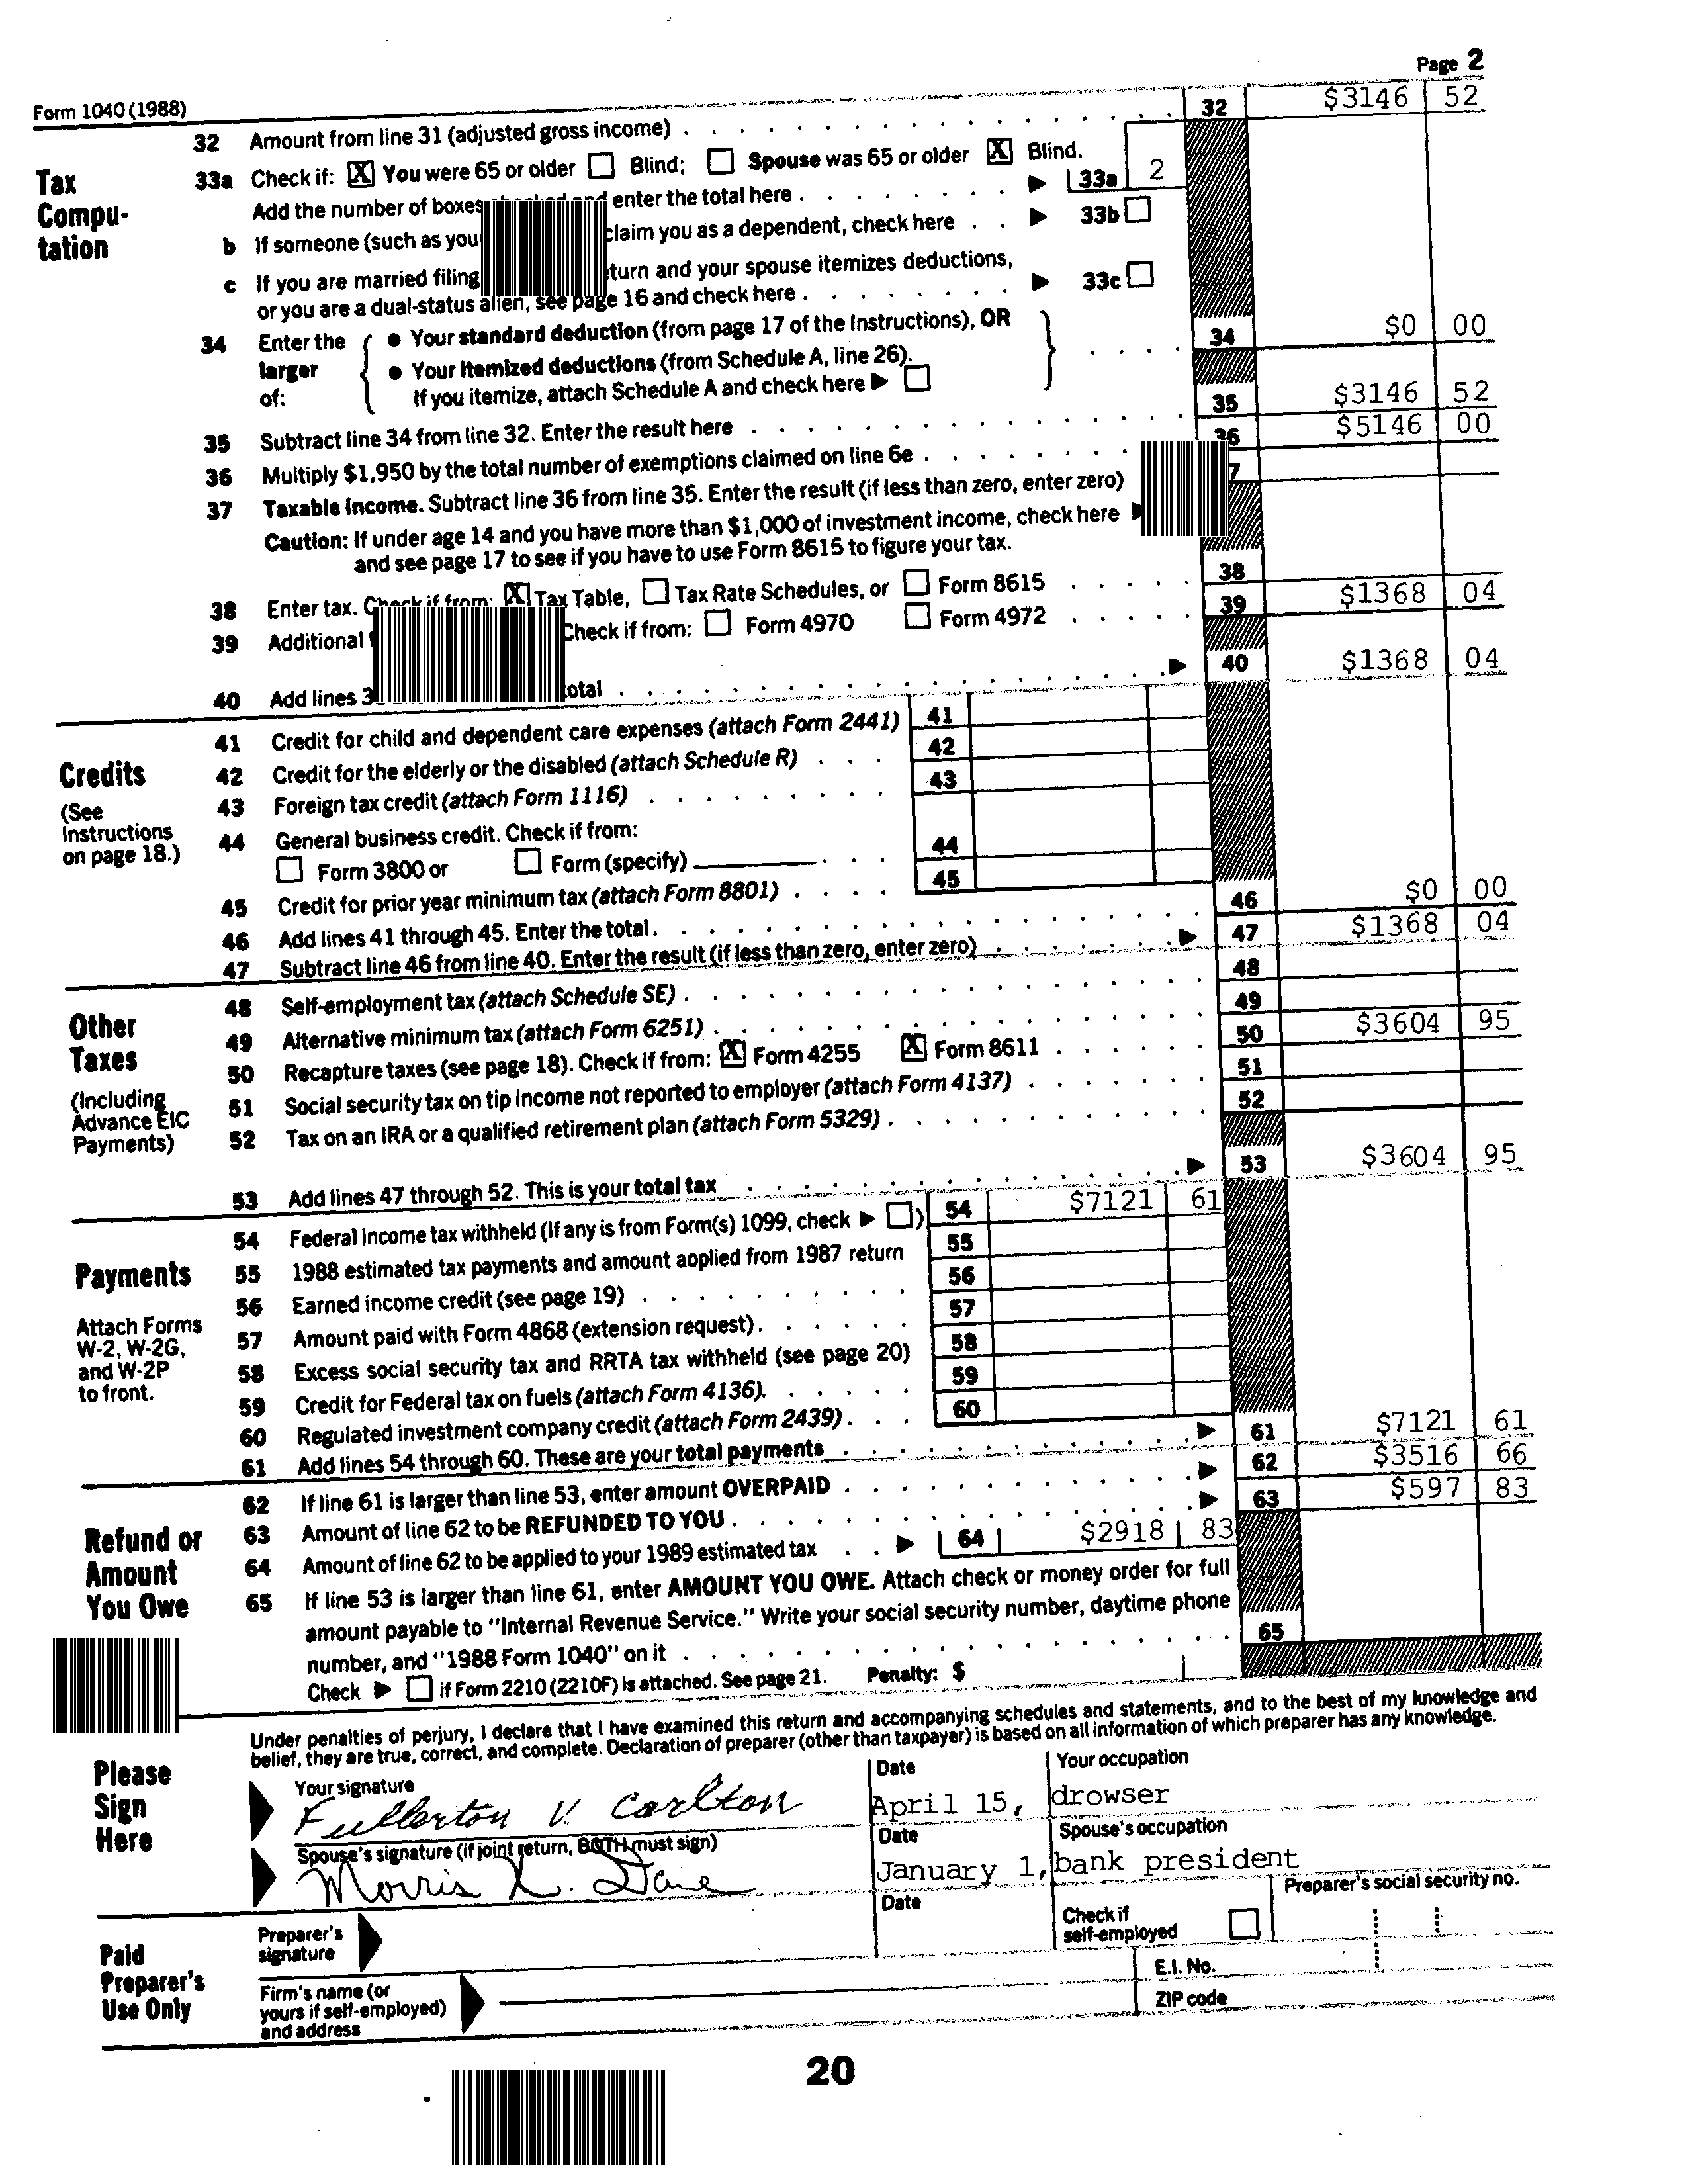 Page 2
Form 1040 (1988)
32 Amount from line 31 (adjusted gross income) 32 $3146 52
Tax Compu-tation
33a Check if: X You were 65 or older Blind; Spouse was 65 or older X Blind.
Add the number of boxes enter the total here 33a 2
b If someone (such as you claim you as a dependent, check here 33b
c If you are married filing turn and your spouse itemizes deductions,
or you are a dual-status alien, see page 16 and check here 33c
34 Enter the larger of: • Your standard deduction (from page 17 of the Instructions), OR 34 $0 00
• Your itemized deductions (from Schedule A, line 26).
If you itemize, attach Schedule A and check here
35 Subtract line 34 from line 32. Enter the result here 35 $3146 52
36 Multiply $1,950 by the total number of exemptions claimed on line 6e 36 $5146 00
37 Taxable income. Subtract line 36 from line 35. Enter the result (if less than zero, enter zero) 7
Caution: If under age 14 and you have more than $1,000 of investment income, check here
and see page 17 to see if you have to use Form 8615 to figure your tax.
38 Enter tax. Check if from: X Tax Table, Tax Rate Schedules, or Form 8615 38
39 Additional Check if from: Form 4970 Form 4972 39 $1368 04
40 Add lines 3 total 40 $1368 04
Credits
(See Instructions on page 18.)
41 Credit for child and dependent care expenses (attach Form 2441) 41
42 Credit for the elderly or the disabled (attach Schedule R) 42
43 Foreign tax credit (attach Form 1116) 43
44 General business credit. Check if from:
Form 3800 or Form (specify) 44
45 Credit for prior year minimum tax (attach Form 8801) 45
46 Add lines 41 through 45. Enter the total 46 $0 00
47 Subtract line 46 from line 40. Enter the result (if less than zero, enter zero) 47 $1368 04
Other Taxes
(Including Advance EIC Payments)
48 Self-employment tax (attach Schedule SE) 48
49 Alternative minimum tax (attach Form 6251) 49
50 Recapture taxes (see page 18). Check if from: X Form 4255 X Form 8611 50 $3604 95
51 Social security tax on tip income not reported to employer (attach Form 4137) 51
52 Tax on an IRA or a qualified retirement plan (attach Form 5329) 52
53 Add lines 47 through 52. This is your total tax 53 $3604 95
Payments
Attach Forms W-2, W-2G, and W-2P to front.
54 Federal income tax withheld (If any is from Form(s) 1099, check ) 54 $7121 61
55 1988 estimated tax payments and amount applied from 1987 return 55
56 Earned income credit (see page 19) 56
57 Amount paid with Form 4868 (extension request) 57
58 Excess social security tax and RRTA tax withheld (see page 20) 58
59 Credit for Federal tax on fuels (attach Form 4136) 59
60 Regulated investment company credit (attach Form 2439) 60
61 Add lines 54 through 60. These are your total payments 61 $7121 61
Refund or Amount You Owe
62 If line 61 is larger than line 53, enter amount OVERPAID 62 $3516 66
63 Amount of line 62 to be REFUNDED TO YOU 63 $597 83
64 Amount of line 62 to be applied to your 1989 estimated tax 64 $2918 83
65 If line 53 is larger than line 61, enter AMOUNT YOU OWE. Attach check or money order for full
amount payable to "Internal Revenue Service." Write your social security number, daytime phone
number, and "1988 Form 1040" on it 65
Check if Form 2210 (2210F) is attached. See page 21. Penalty: $
Please Sign Here
Under penalties of perjury, I declare that I have examined this return and accompanying schedules and statements, and to the best of my knowledge and
belief, they are true, correct, and complete. Declaration of preparer (other than taxpayer) is based on all information of which preparer has any knowledge.
Your signature Date Your occupation
Fullerton V. Carlton April 15, drowser
Spouse's signature (if joint return, BOTH must sign) Date Spouse's occupation
Morris X. Dane January 1, bank president
Paid Preparer's Use Only
Preparer's signature Date Check if self-employed Preparer's social security no.
Firm's name (or yours if self-employed) and address E.I. No.
ZIP code
20